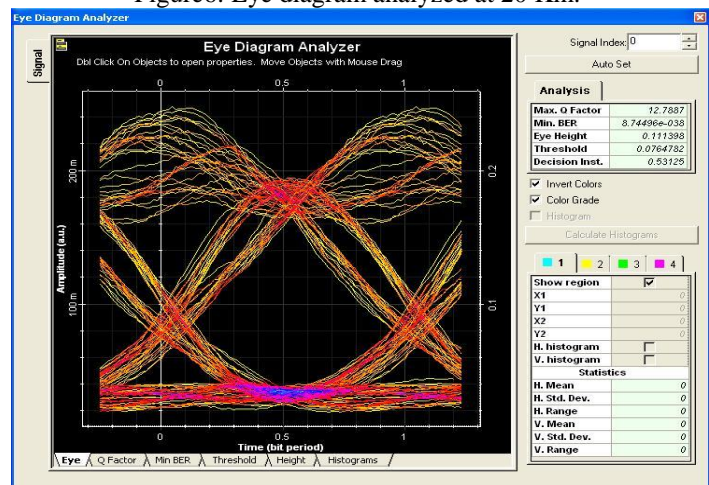 Figure8: Eye diagram analyzed at 20 Km.
Eye Diagram Analyzer
Signal
Eye Diagram Analyzer
Dbl Click On Objects to open properties. Move Objects with Mouse Drag
0 0.5 1
200 m
100 m
Amplitude (a.u.)
0.2
0.1
0 0.5 1
Time (bit period)
Eye Q Factor Min BER Threshold Height Histograms
Signal Index: 0
Auto Set
Analysis
Max. Q Factor 12.7887
Min. BER 8.74496e-038
Eye Height 0.111398
Threshold 0.0764782
Decision Inst. 0.53125
Invert Colors
Color Grade
Histogram
Calculate Histograms
1 2 3 4
Show region
X1 0
Y1 0
X2 0
Y2 0
H. histogram
V. histogram
Statistics
H. Mean 0
H. Std. Dev. 0
H. Range 0
V. Mean 0
V. Std. Dev. 0
V. Range 0